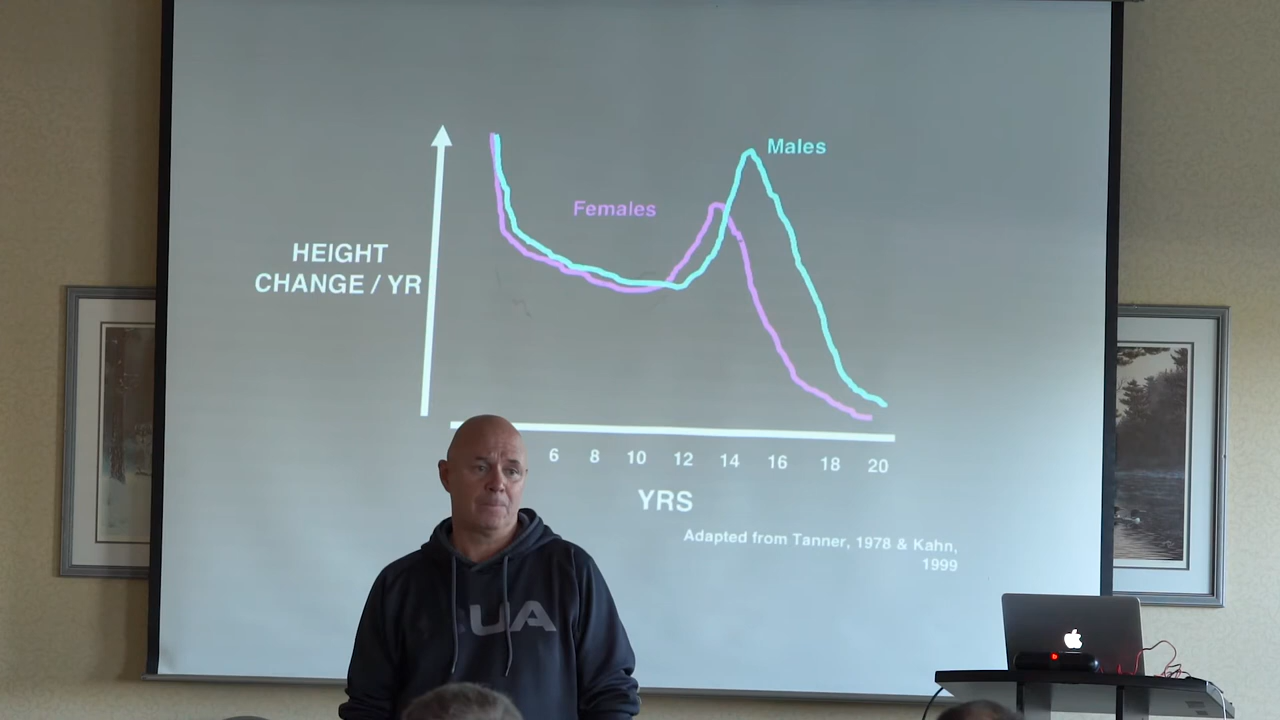 Males
Females
HEIGHT
CHANGE / YR
6 8 10 12 14 16 18 20
YRS
Adapted from Tanner, 1978 & Kahn,
1999
UA